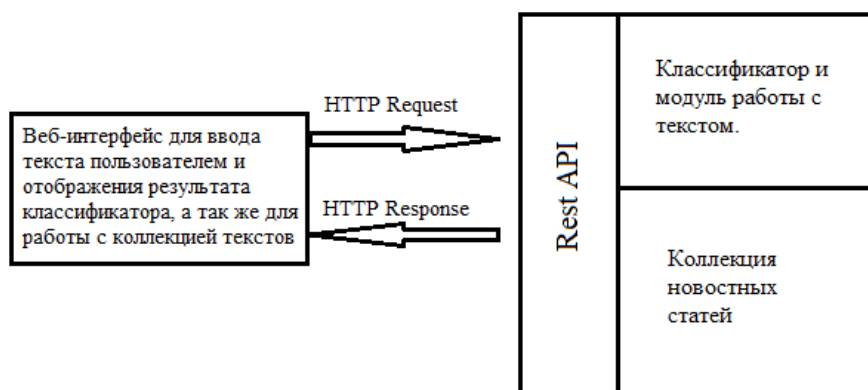 Веб-интерфейс для ввода
текста пользователем и
отображения результата
классификатора, а так же для
работы с коллекцией текстов
HTTP Request
HTTP Response
Rest API
Классификатор и
модуль работы с
текстом.
Коллекция
новостных
статей